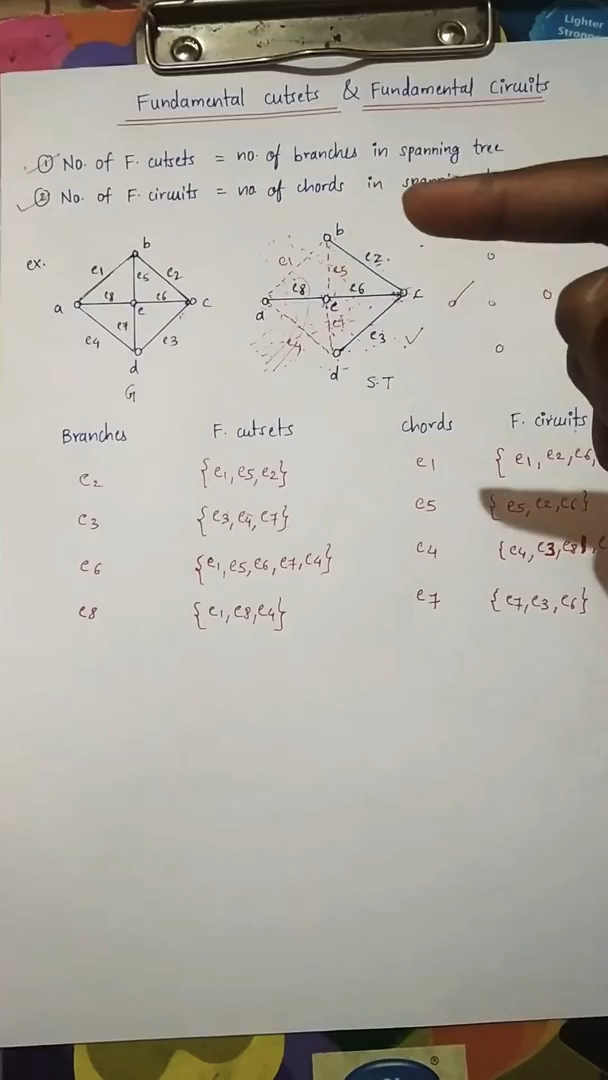 Lighter
Stron
Fundamental cutsets & Fundamental Circuits
① No. of F. cutsets = no. of branches in spanning tree
② No. of F. circuits = no of chords in
ex.
b b
e1 e5 e2 e1 e5 e2
a e8 e6 c a e8 e6 c
e e
e4 e7 e3 e4 e7 e3
d d
G S.T
Branches F. cutsets chords F. circuits
e2 {e1, e5, e2} e1 { e1, e2, e6,
e3 {e3, e4, e7} e5 { e5, e2, e6 }
e6 {e1, e5, e6, e7, e4} e4 {e4, e3, e8,
e8 {e1, e8, e4} e7 { e7, e3, e6 }
®